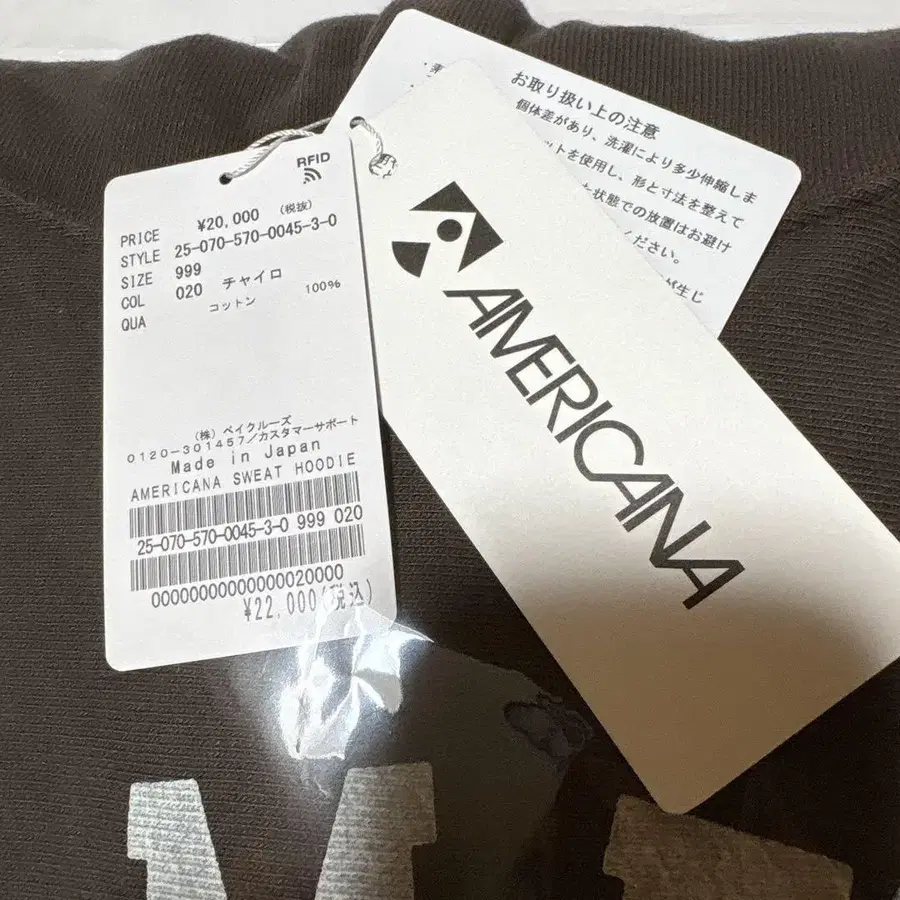 RFID
PRICE ¥20,000 (税抜)
STYLE 25-070-570-0045-3-0
SIZE 999
COL 020 チャイロ
QUA コットン 100%
(株) ベイクルーズ
0120-301457/カスタマーサポート
Made in Japan
AMERICANA SWEAT HOODIE
25-070-570-0045-3-0 999 020
00000000000000020000
¥22,000(税込)
AMERICANA
お取り扱い上の注意
個体差があり、洗濯により多少伸縮しま
ットを使用し、形と寸法を整えて
状態での放置はお避け
ください。
が生じ
M